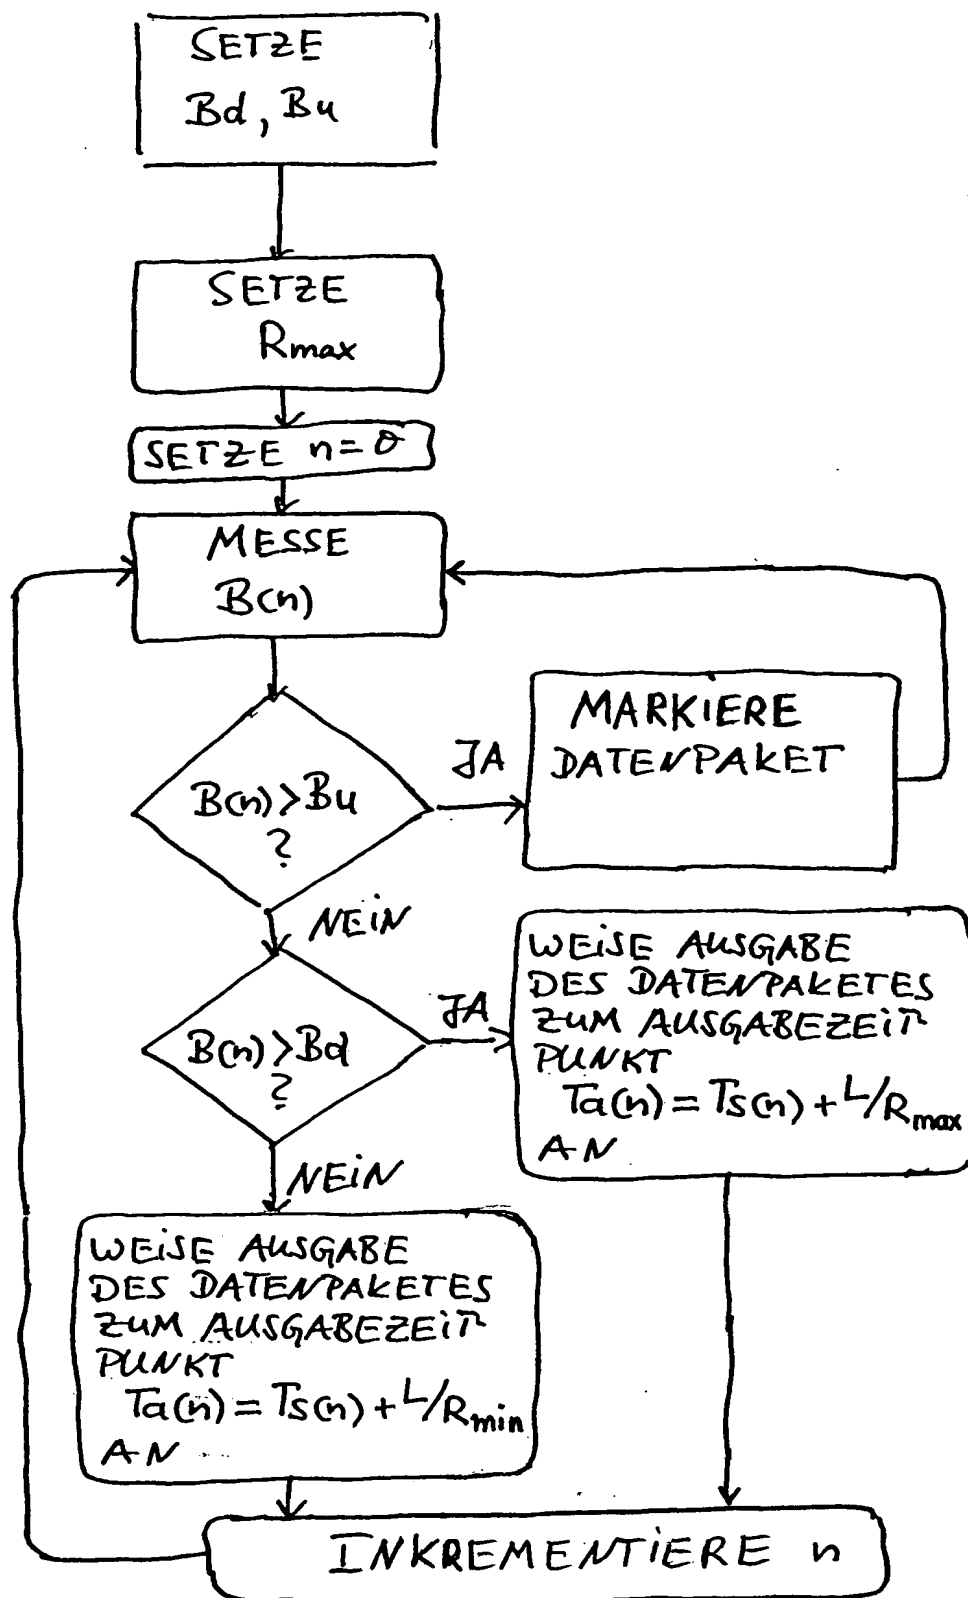 SETZE
Bd, Bu
SETZE
Rmax
SETZE n=0
MESSE
B(n)
B(n)>Bu
?
JA
MARKIERE
DATENPAKET
NEIN
B(n)>Bd
?
JA
WEISE AUSGABE
DES DATENPAKETES
ZUM AUSGABEZEIT-
PUNKT
Ta(n) = Ts(n) + L/Rmax
AN
NEIN
WEISE AUSGABE
DES DATENPAKETES
ZUM AUSGABEZEIT-
PUNKT
Ta(n) = Ts(n) + L/Rmin
AN
INKREMENTIERE n